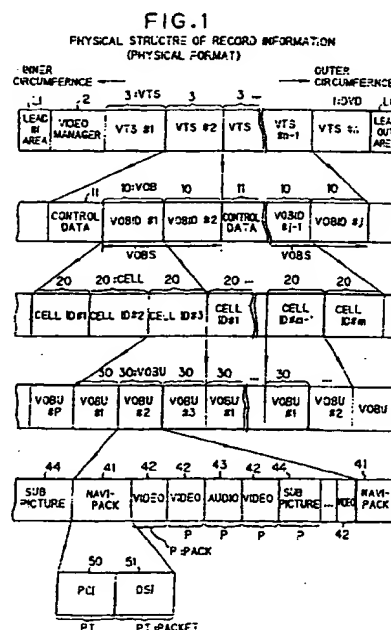 FIG.1
PHYSICAL STRUCTRE OF RECORD INFORMATION
(PHYSICAL FORMAT)
INNER CIRCUMFERNCE
OUTER CIRCUMFERNCE
L1 2 3:VTS 3 3 1:DVD
LEAD IN AREA VIDEO MANAGER VTS #1 VTS #2 VTS VTS #n-1 VTS #n LEAD OUT AREA
11 10:VOB 10 11 10 10
CONTROL DATA VOBID #1 VOBID #2 CONTROL DATA VOBID #j-1 VOBID #j
VOBS VOBS
20 20:CELL 20 20 20 20
CELL ID#1 CELL ID#2 CELL ID#3 CELL ID#1 CELL ID#m-1 CELL ID#m
30 30:VOBU 30 30 30
VOBU #P VOBU #1 VOBU #2 VOBU #3 VOBU #1 VOBU #1 VOBU #2 VOBU
44 41 42 42 43 42 44 41
SUB PICTURE NAVI-PACK VIDEO VIDEO AUDIO VIDEO SUB PICTURE ... VIDEO NAVI-PACK
P P P P 42
P:PACK
50 51
PCI DSI
PT PT:PACKET